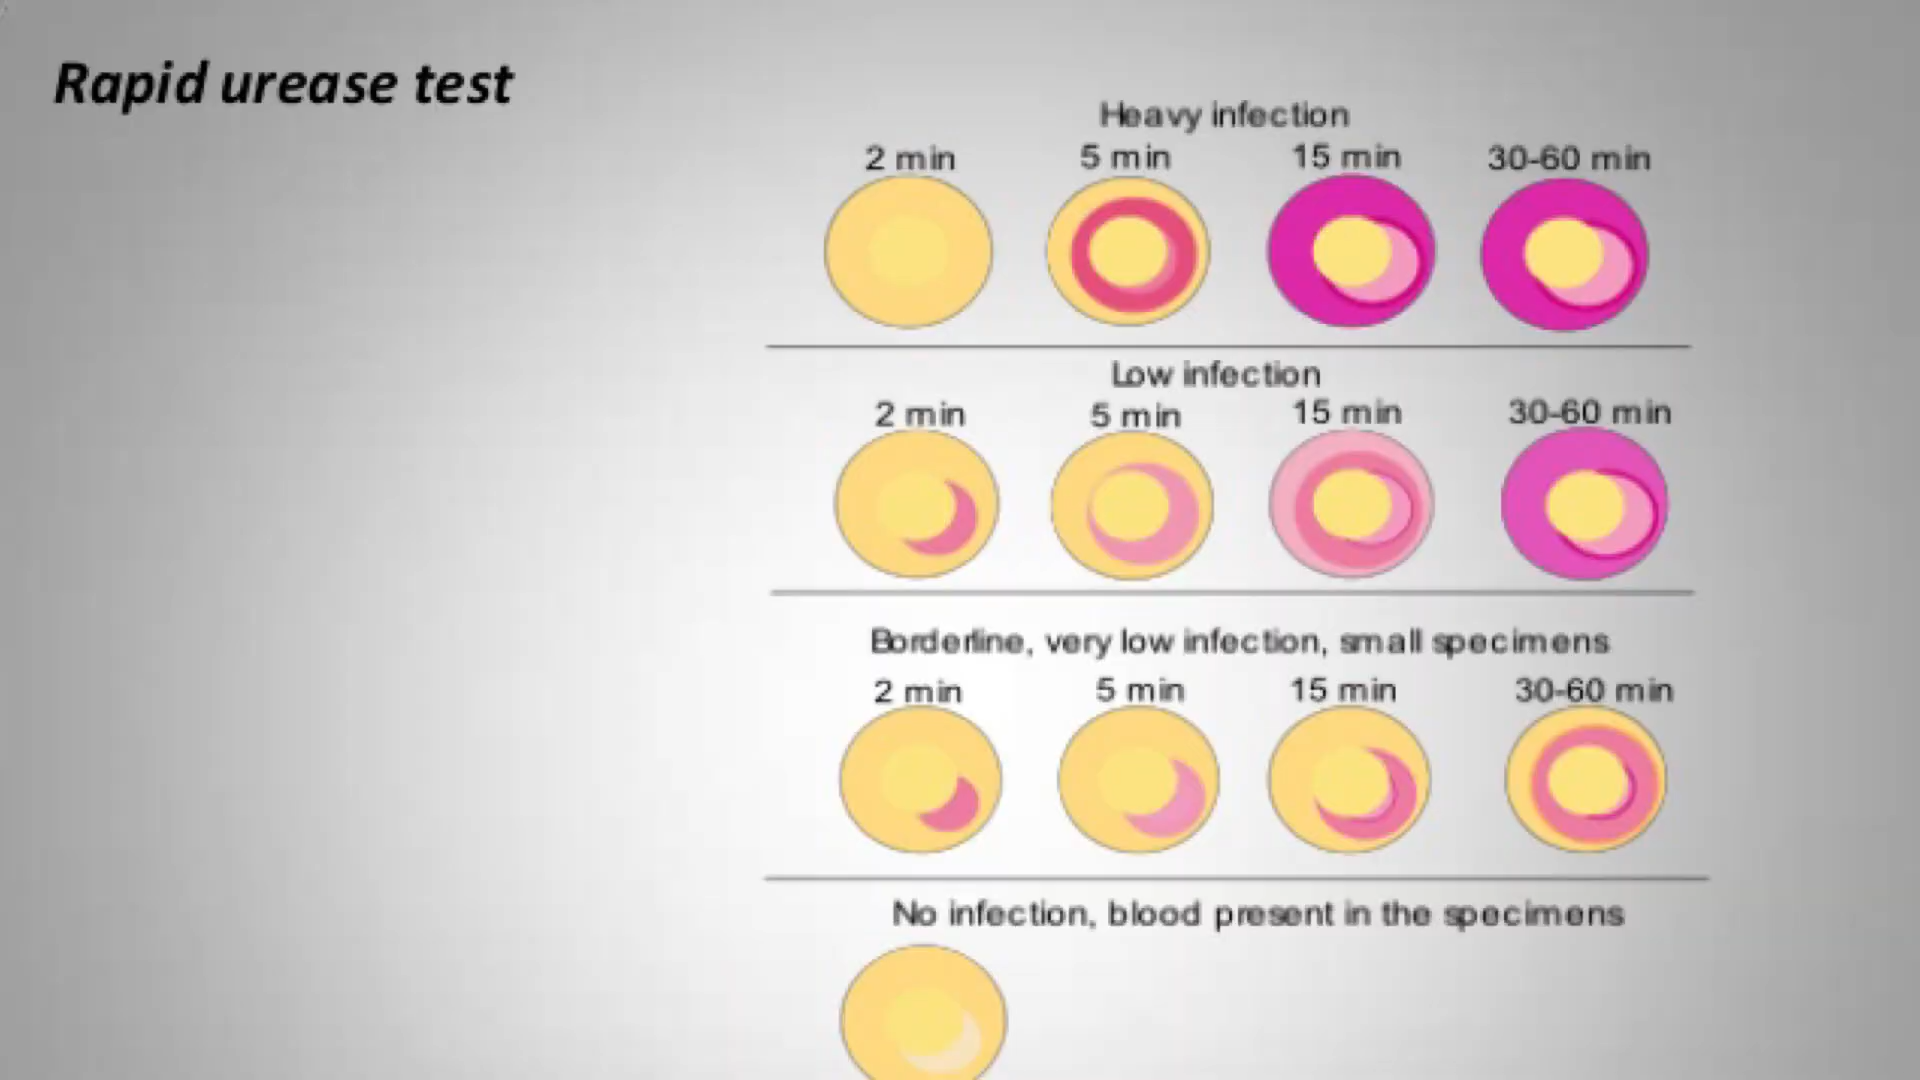 Rapid urease test
Heavy infection
2 min 5 min 15 min 30-60 min
Low infection
2 min 5 min 15 min 30-60 min
Borderline, very low infection, small specimens
2 min 5 min 15 min 30-60 min
No infection, blood present in the specimens